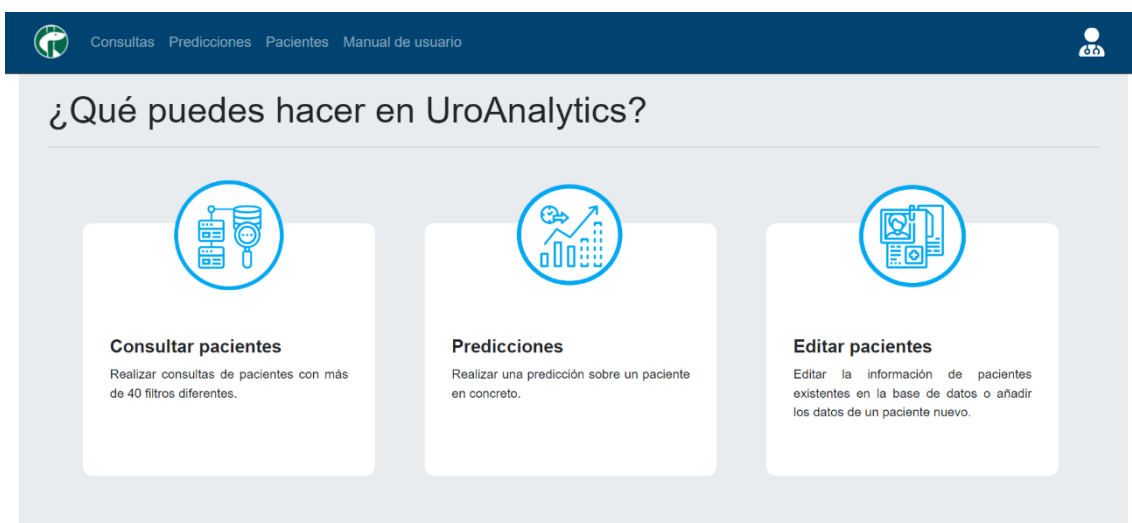 Consultas Predicciones Pacientes Manual de usuario
¿Qué puedes hacer en UroAnalytics?
Consultar pacientes
Realizar consultas de pacientes con más
de 40 filtros diferentes.
Predicciones
Realizar una predicción sobre un paciente
en concreto.
Editar pacientes
Editar la información de pacientes
existentes en la base de datos o añadir
los datos de un paciente nuevo.